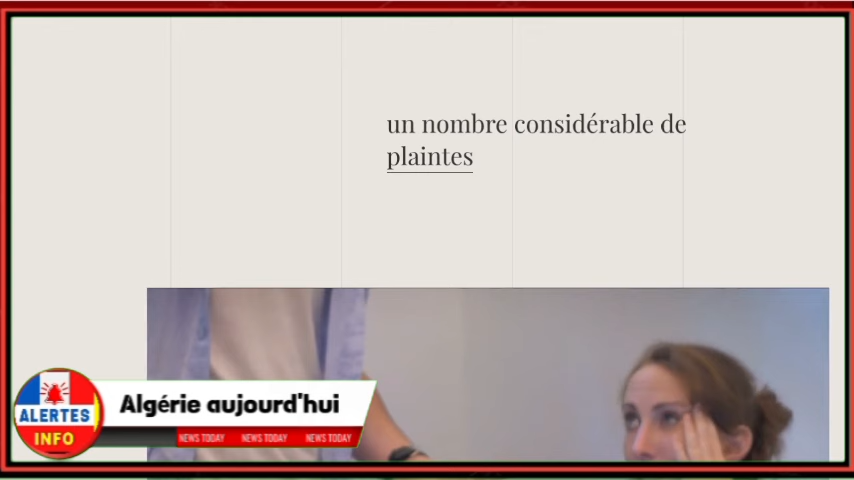 un nombre considérable de
plaintes
ALERTES
INFO
Algérie aujourd'hui
NEWS TODAY NEWS TODAY NEWS TODAY